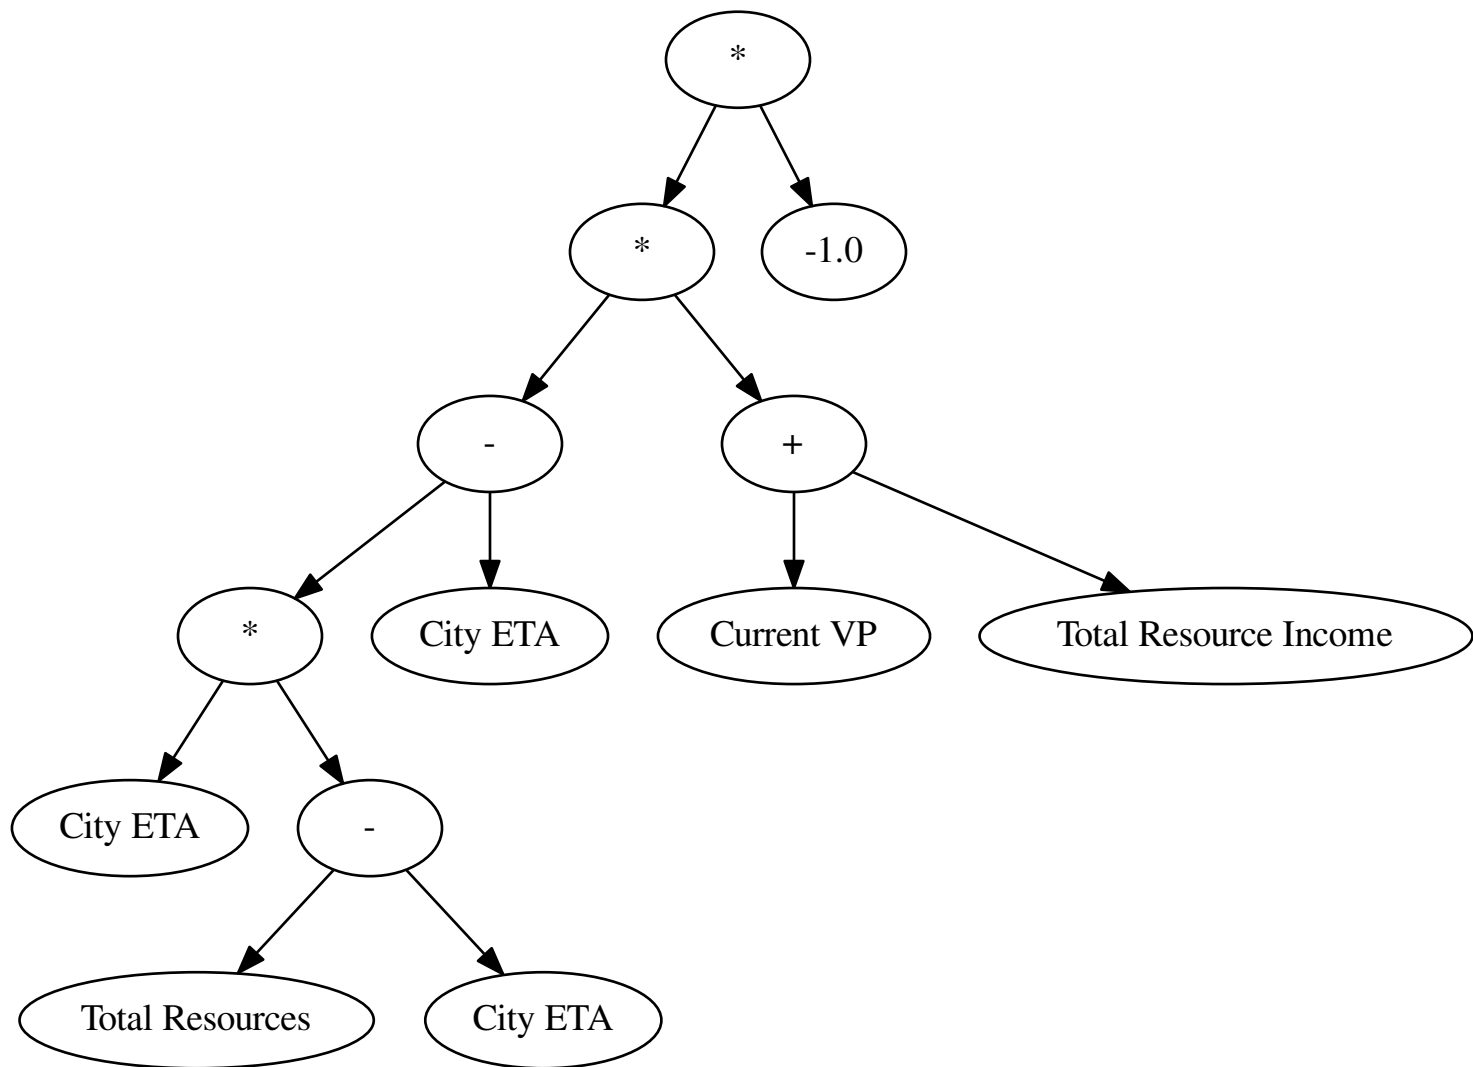 *
*
-1.0
-
+
*
City ETA
Current VP
Total Resource Income
City ETA
-
Total Resources
City ETA